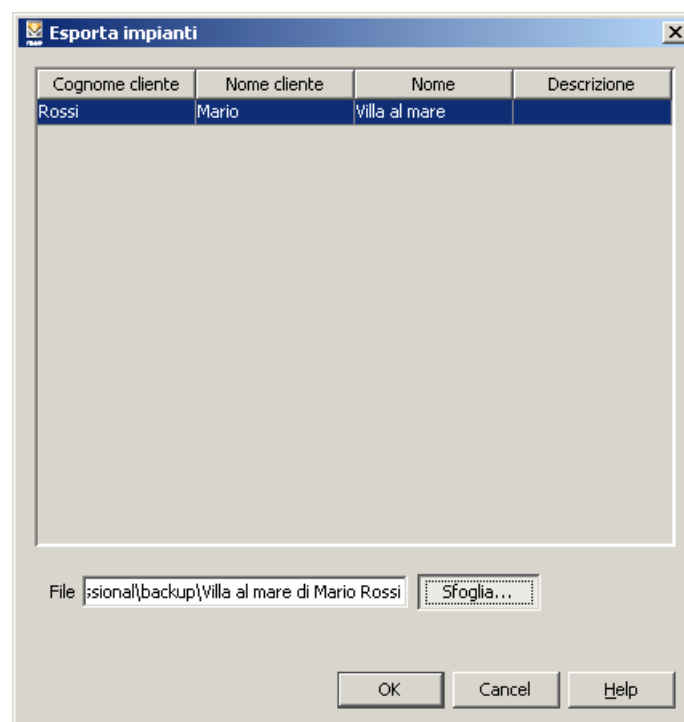 Esporta impianti
Cognome cliente Nome cliente Nome Descrizione
Rossi Mario Villa al mare
File ssional\backup\Villa al mare di Mario Rossi Sfoglia...
OK Cancel Help